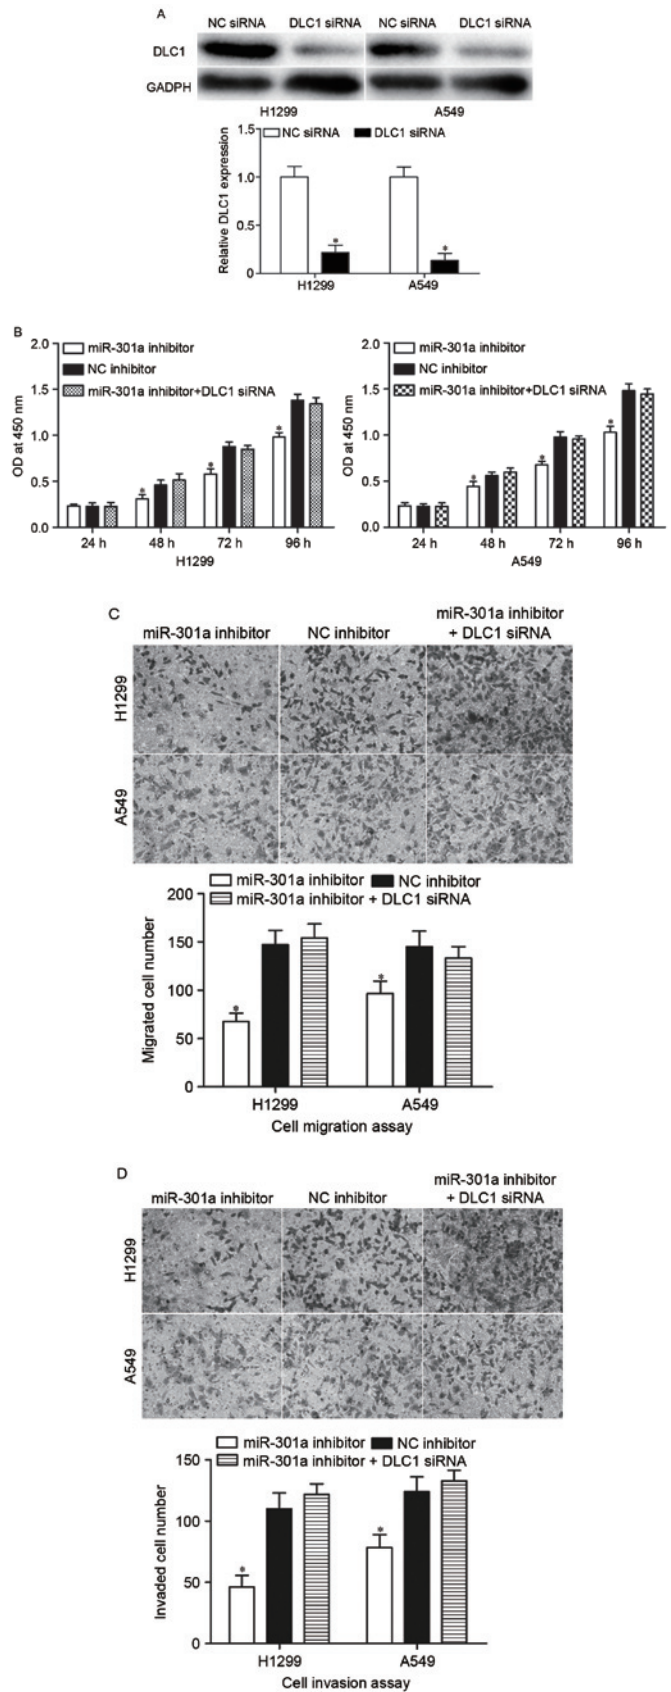 A
NC siRNA DLC1 siRNA NC siRNA DLC1 siRNA
DLC1
GADPH
H1299 A549
NC siRNA DLC1 siRNA
Relative DLC1 expression
1.5
1.0
0.5
0
* *
H1299 A549
B
miR-301a inhibitor
NC inhibitor
miR-301a inhibitor+DLC1 siRNA
OD at 450 nm
2.0
1.5
1.0
0.5
0.0
* * *
24 h 48 h 72 h 96 h
H1299
miR-301a inhibitor
NC inhibitor
miR-301a inhibitor+DLC1 siRNA
OD at 450 nm
2.0
1.5
1.0
0.5
0.0
* * *
24 h 48 h 72 h 96 h
A549
C
miR-301a inhibitor NC inhibitor miR-301a inhibitor
+ DLC1 siRNA
H1299
A549
miR-301a inhibitor NC inhibitor
miR-301a inhibitor + DLC1 siRNA
Migrated cell number
200
150
100
50
0
* *
H1299 A549
Cell migration assay
D
miR-301a inhibitor NC inhibitor miR-301a inhibitor
+ DLC1 siRNA
H1299
A549
miR-301a inhibitor NC inhibitor
miR-301a inhibitor + DLC1 siRNA
Invaded cell number
150
100
50
0
* *
H1299 A549
Cell invasion assay